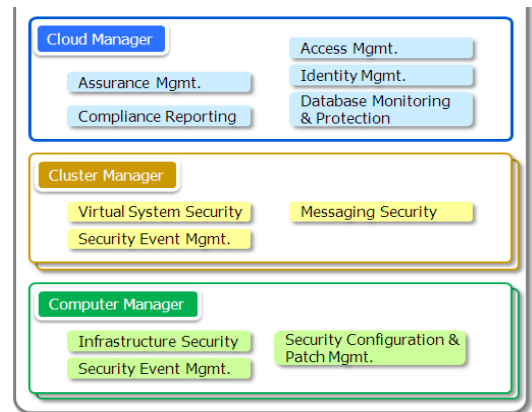 Cloud Manager
Access Mgmt.
Assurance Mgmt.
Identity Mgmt.
Compliance Reporting
Database Monitoring
& Protection
Cluster Manager
Virtual System Security
Messaging Security
Security Event Mgmt.
Computer Manager
Infrastructure Security
Security Configuration &
Patch Mgmt.
Security Event Mgmt.